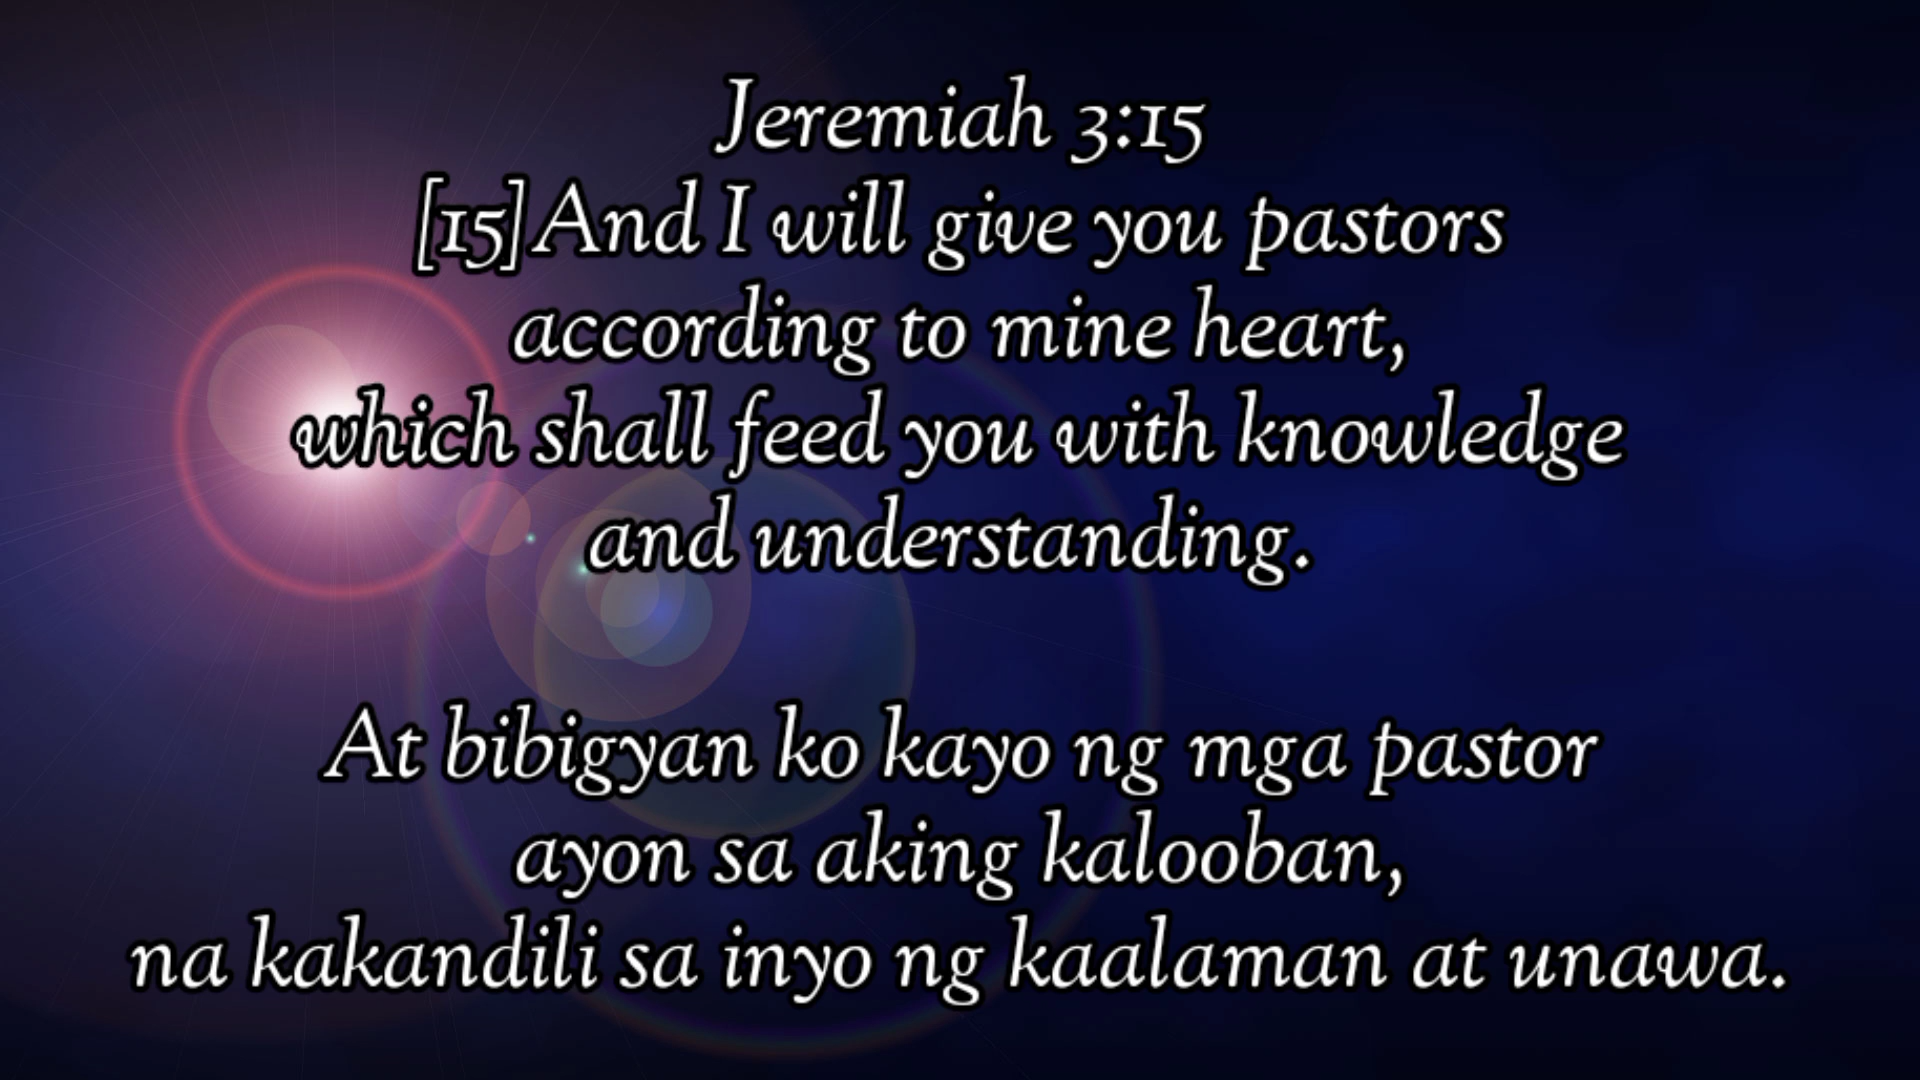 Jeremiah 3:15
[15]And I will give you pastors
according to mine heart,
which shall feed you with knowledge
and understanding.
At bibigyan ko kayo ng mga pastor
ayon sa aking kalooban,
na kakandili sa inyo ng kaalaman at unawa.